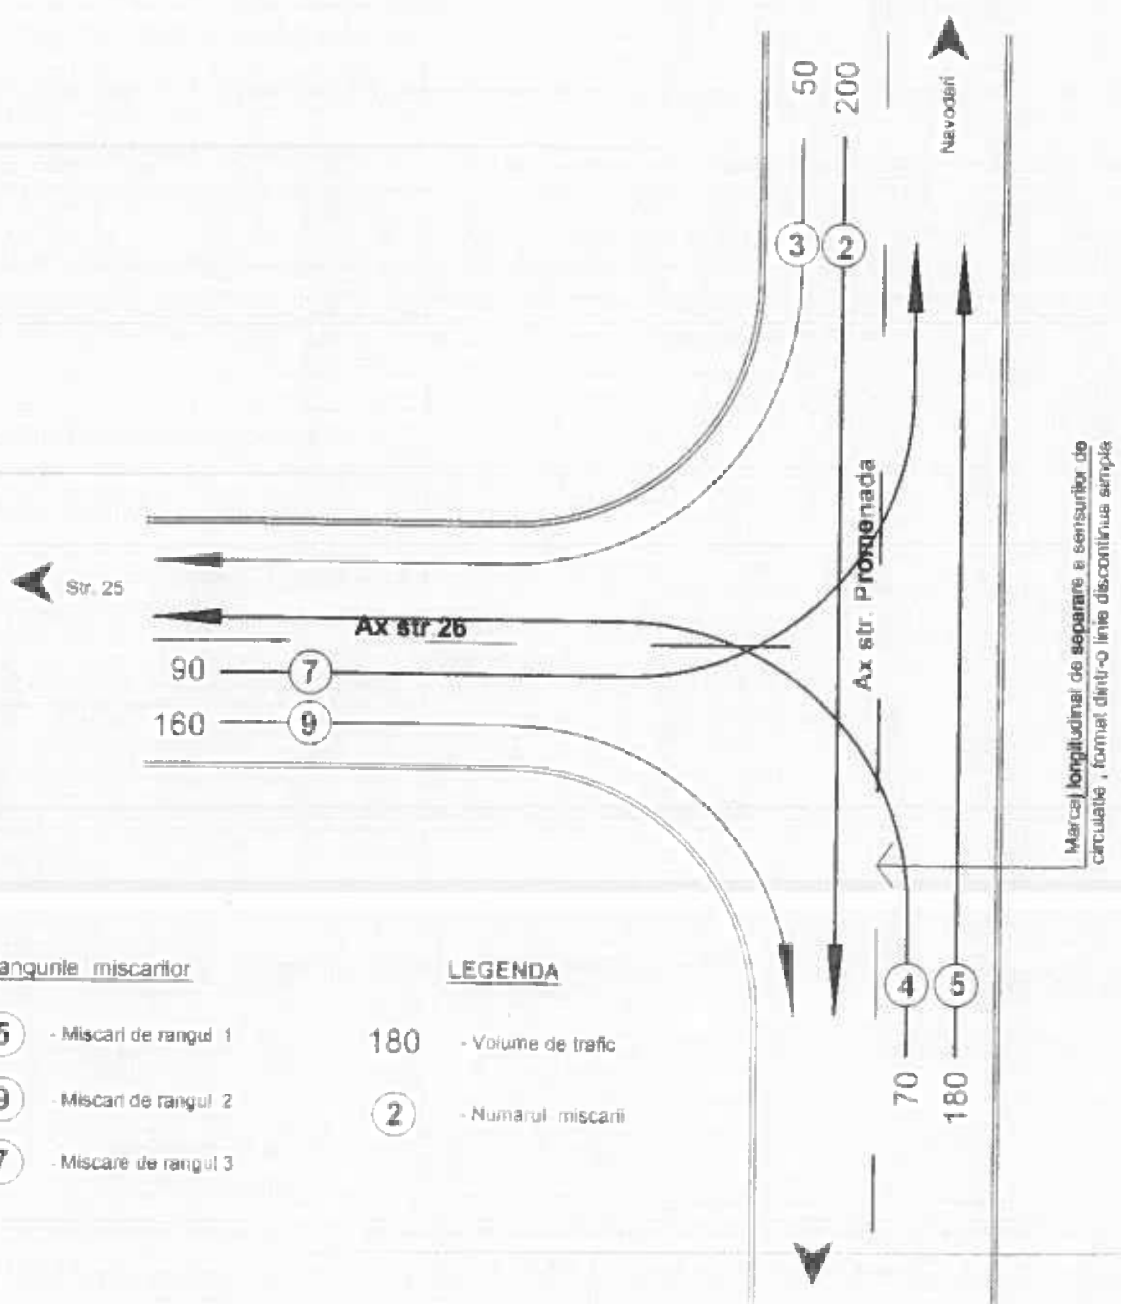 50
200
Navodari
3
2
Ax str. Promenada
Marcaj longitudinal de separare a sensurilor de
circulatie , format dintr-o linie discontinua simpla
Str. 25
Ax str 26
90
7
160
9
4
5
70
180
angurile miscarilor
5 - Miscari de rangul 1
9 - Miscari de rangul 2
7 - Miscare de rangul 3
LEGENDA
180 - Volume de trafic
2 - Numarul miscarii